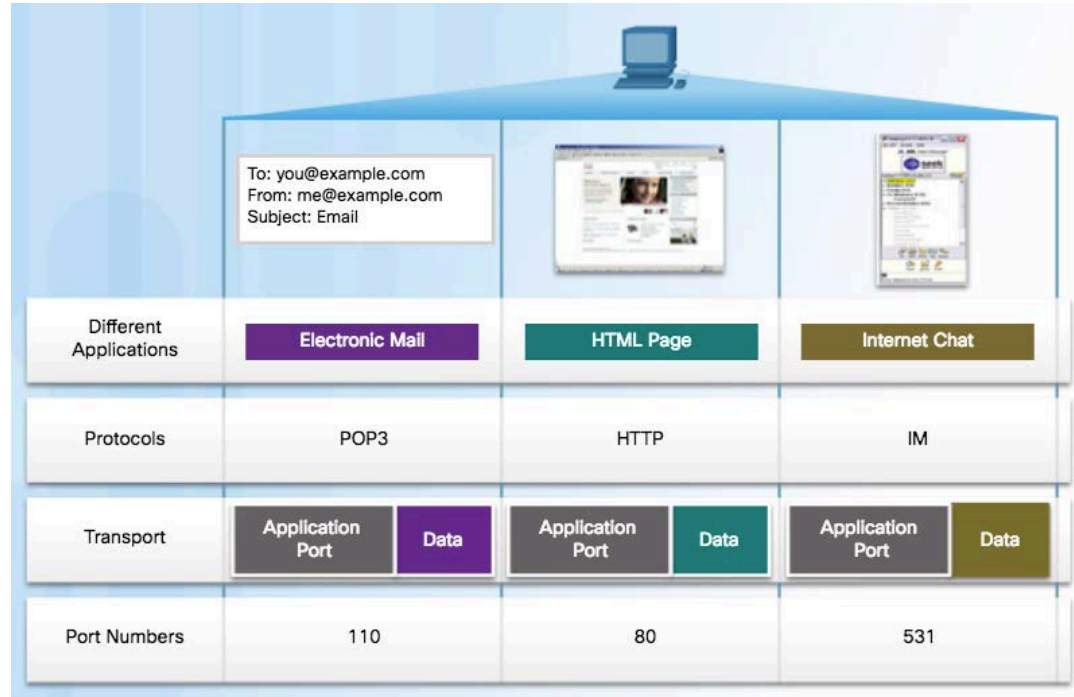 To: you@example.com
From: me@example.com
Subject: Email
Different
Applications
Electronic Mail
HTML Page
Internet Chat
Protocols
POP3
HTTP
IM
Transport
Application
Port
Data
Application
Port
Data
Application
Port
Data
Port Numbers
110
80
531